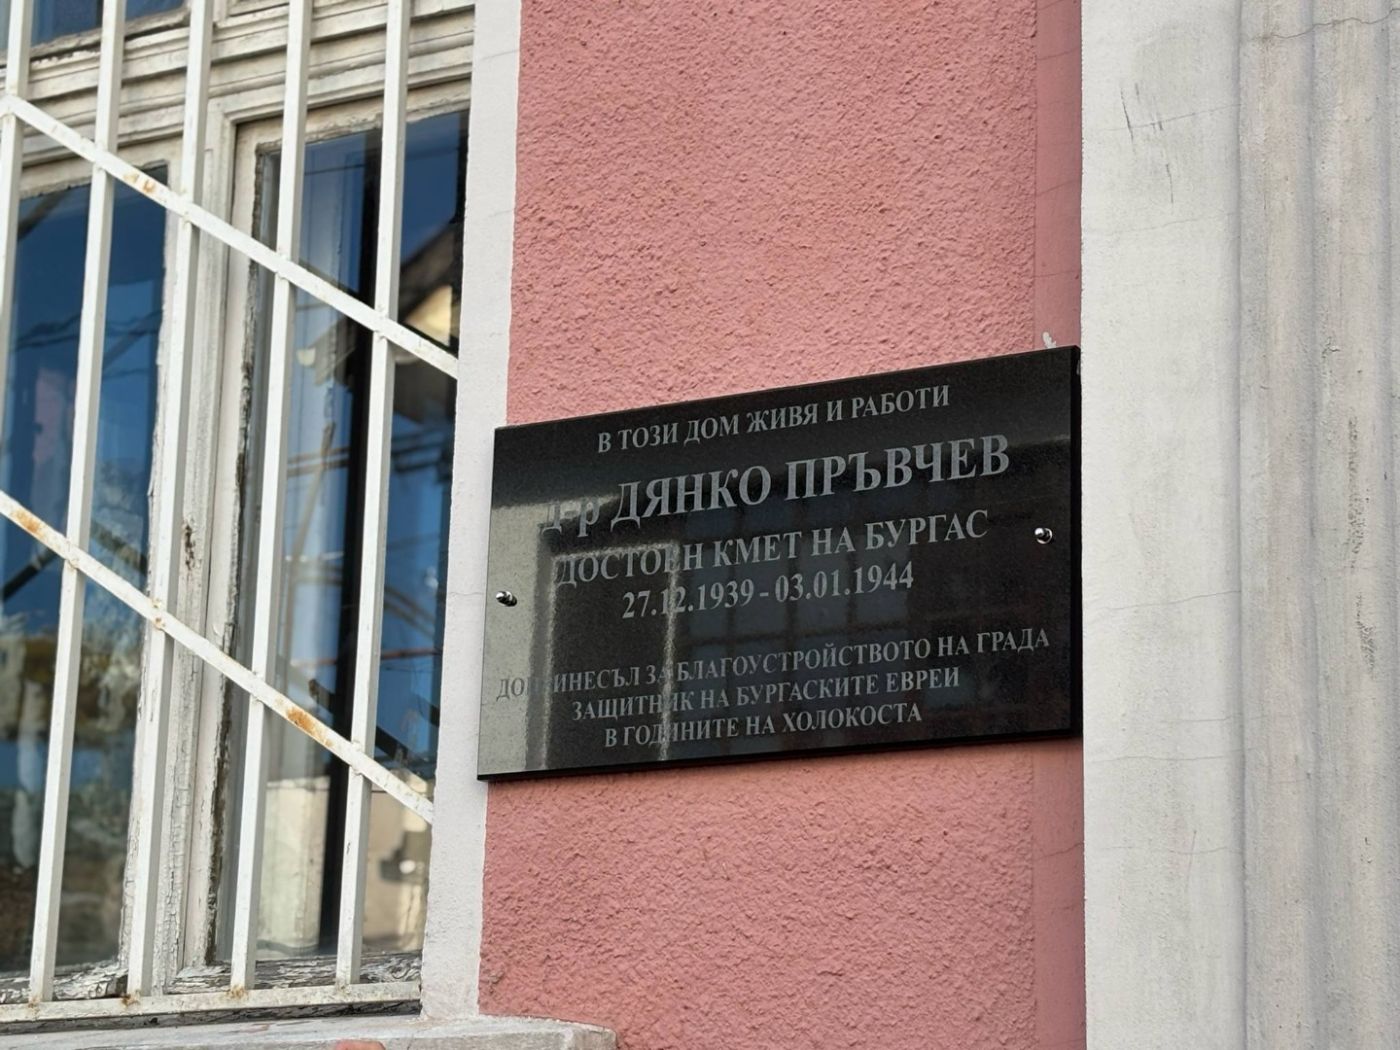 В ТОЗИ ДОМ ЖИВЯ И РАБОТИ
д-р ДЯНКО ПРЪВЧЕВ
ДОСТОЕН КМЕТ НА БУРГАС
27.12.1939 - 03.01.1944
ДОПРИНЕСЪЛ ЗА БЛАГОУСТРОЙСТВОТО НА ГРАДА
ЗАЩИТНИК НА БУРГАСКИТЕ ЕВРЕИ
В ГОДИНИТЕ НА ХОЛОКОСТА